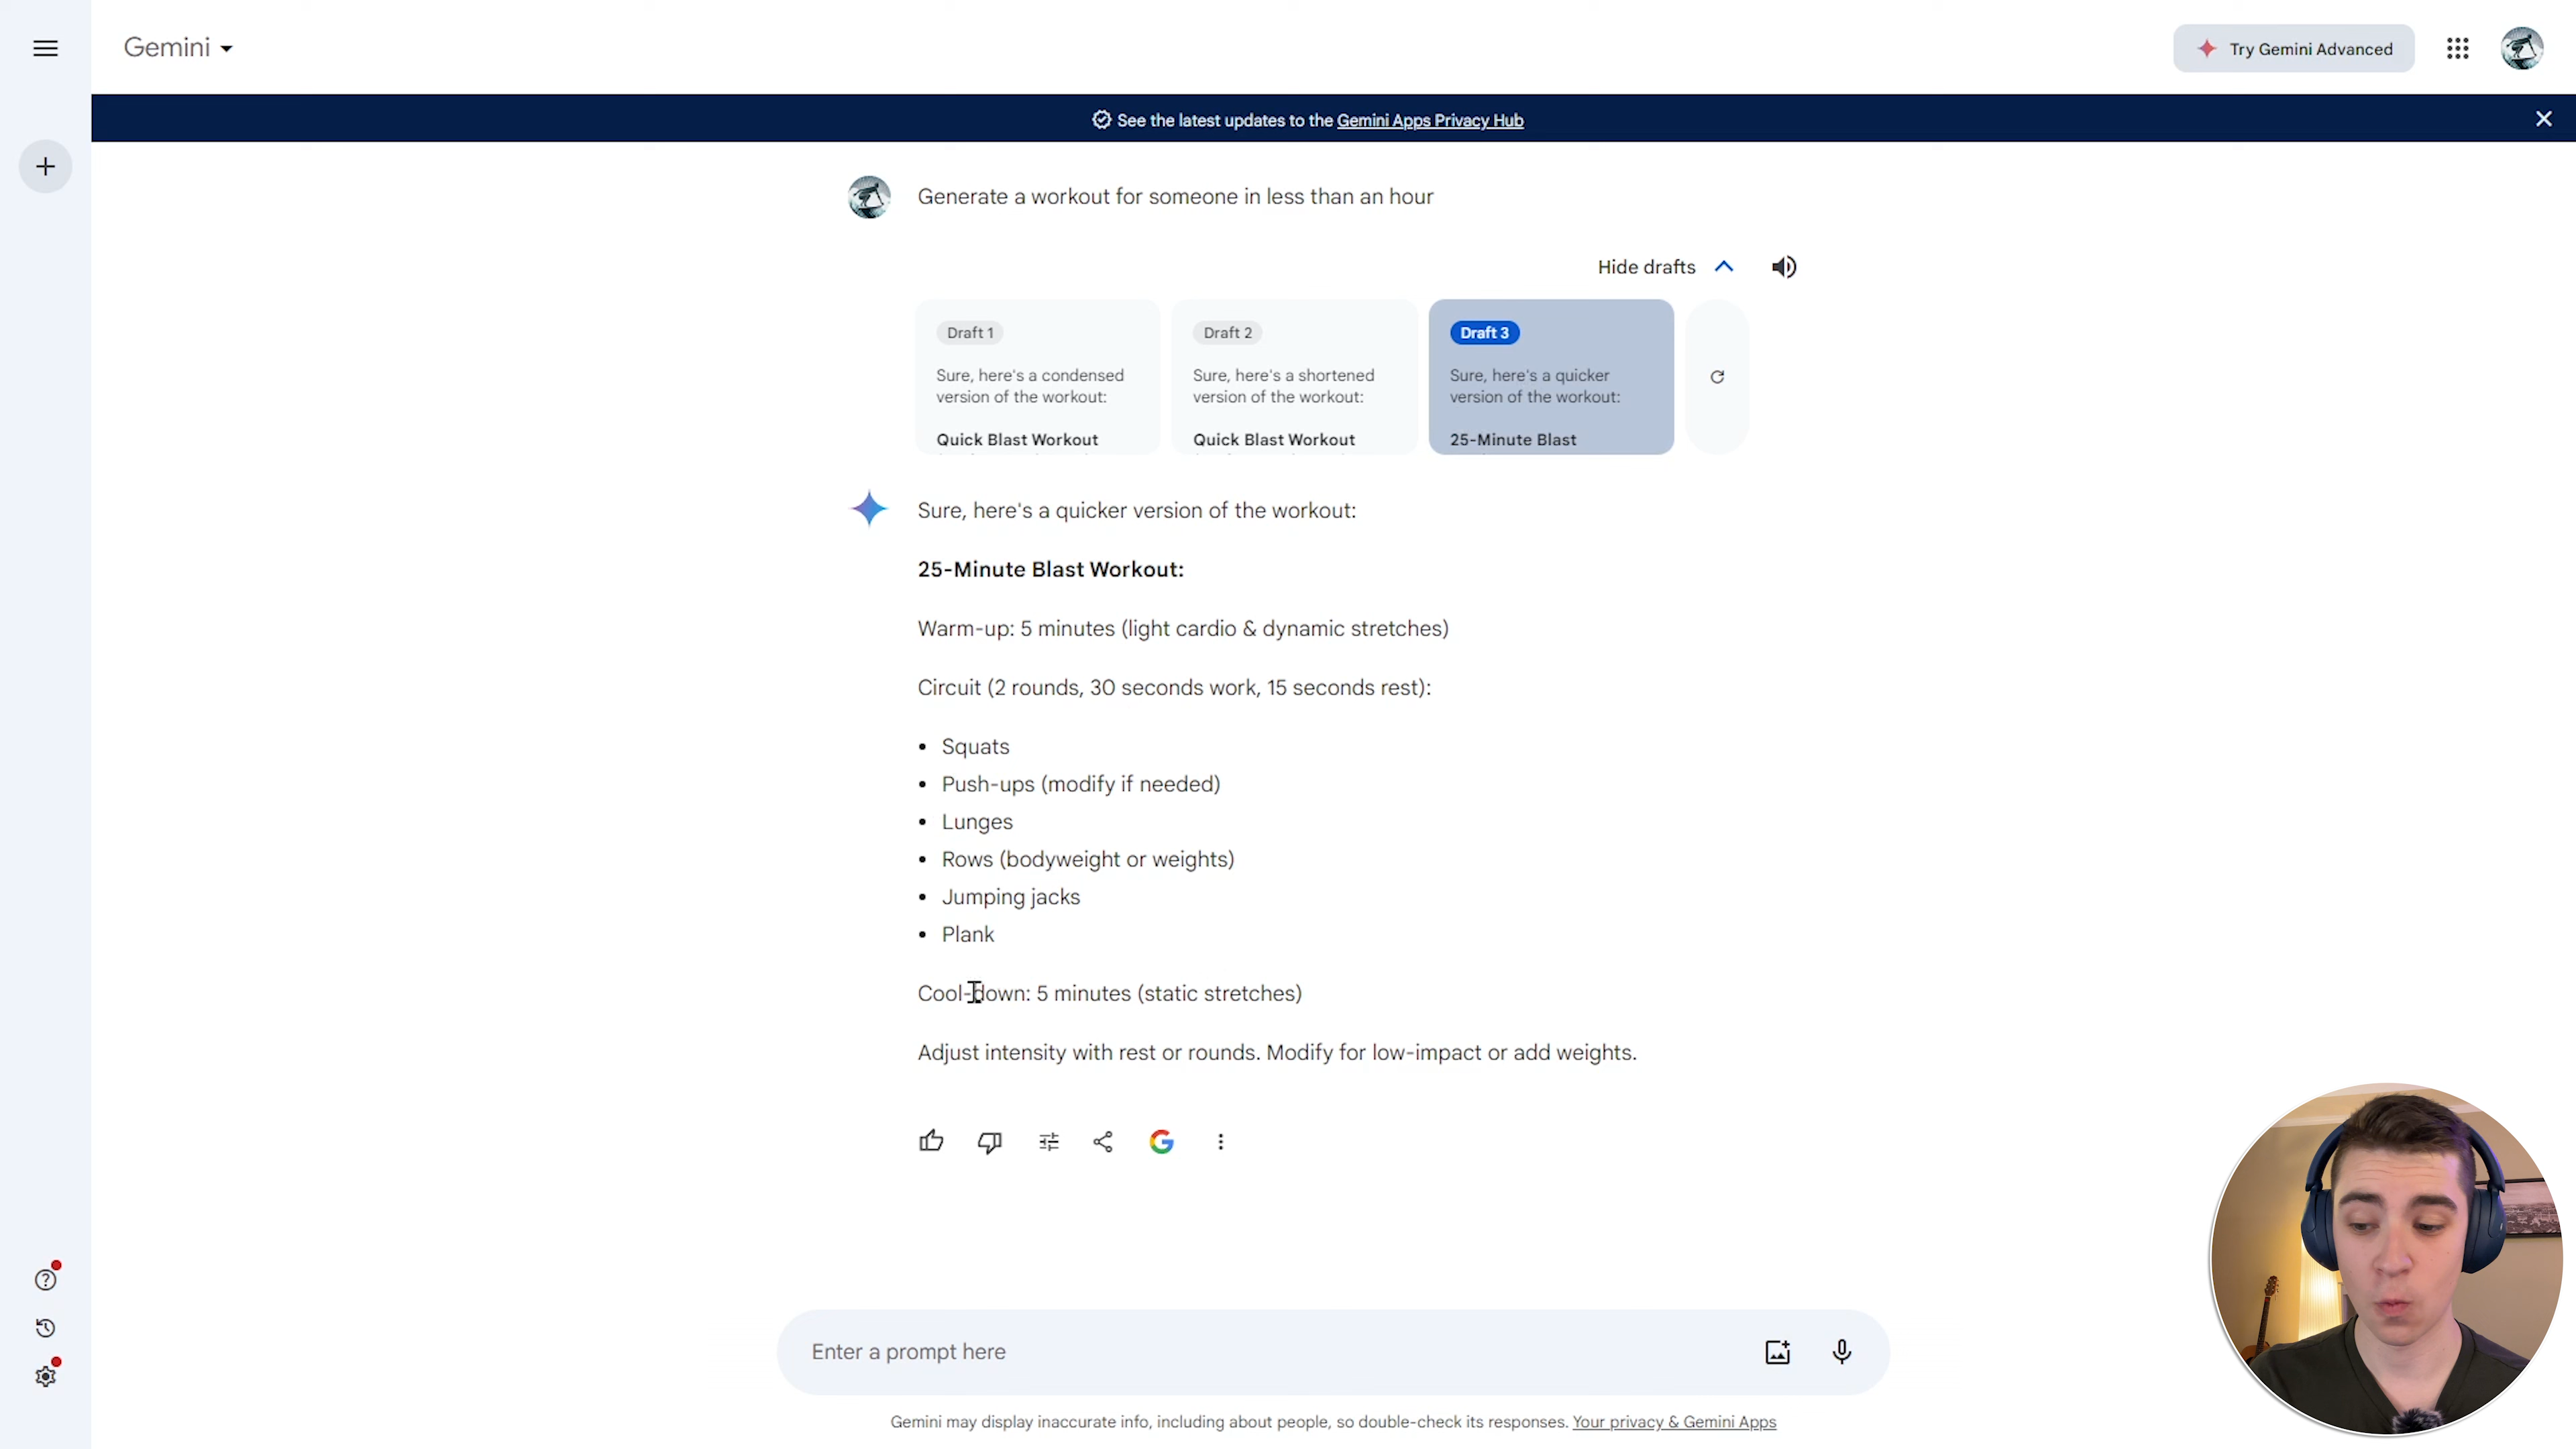 Gemini
Try Gemini Advanced
See the latest updates to the Gemini Apps Privacy Hub
Generate a workout for someone in less than an hour
Hide drafts
Draft 1
Sure, here's a condensed
version of the workout:
Quick Blast Workout
Draft 2
Sure, here's a shortened
version of the workout:
Quick Blast Workout
Draft 3
Sure, here's a quicker
version of the workout:
25-Minute Blast
Sure, here's a quicker version of the workout:
25-Minute Blast Workout:
Warm-up: 5 minutes (light cardio & dynamic stretches)
Circuit (2 rounds, 30 seconds work, 15 seconds rest):
• Squats
• Push-ups (modify if needed)
• Lunges
• Rows (bodyweight or weights)
• Jumping jacks
• Plank
Cool-down: 5 minutes (static stretches)
Adjust intensity with rest or rounds. Modify for low-impact or add weights.
Enter a prompt here
Gemini may display inaccurate info, including about people, so double-check its responses. Your privacy & Gemini Apps